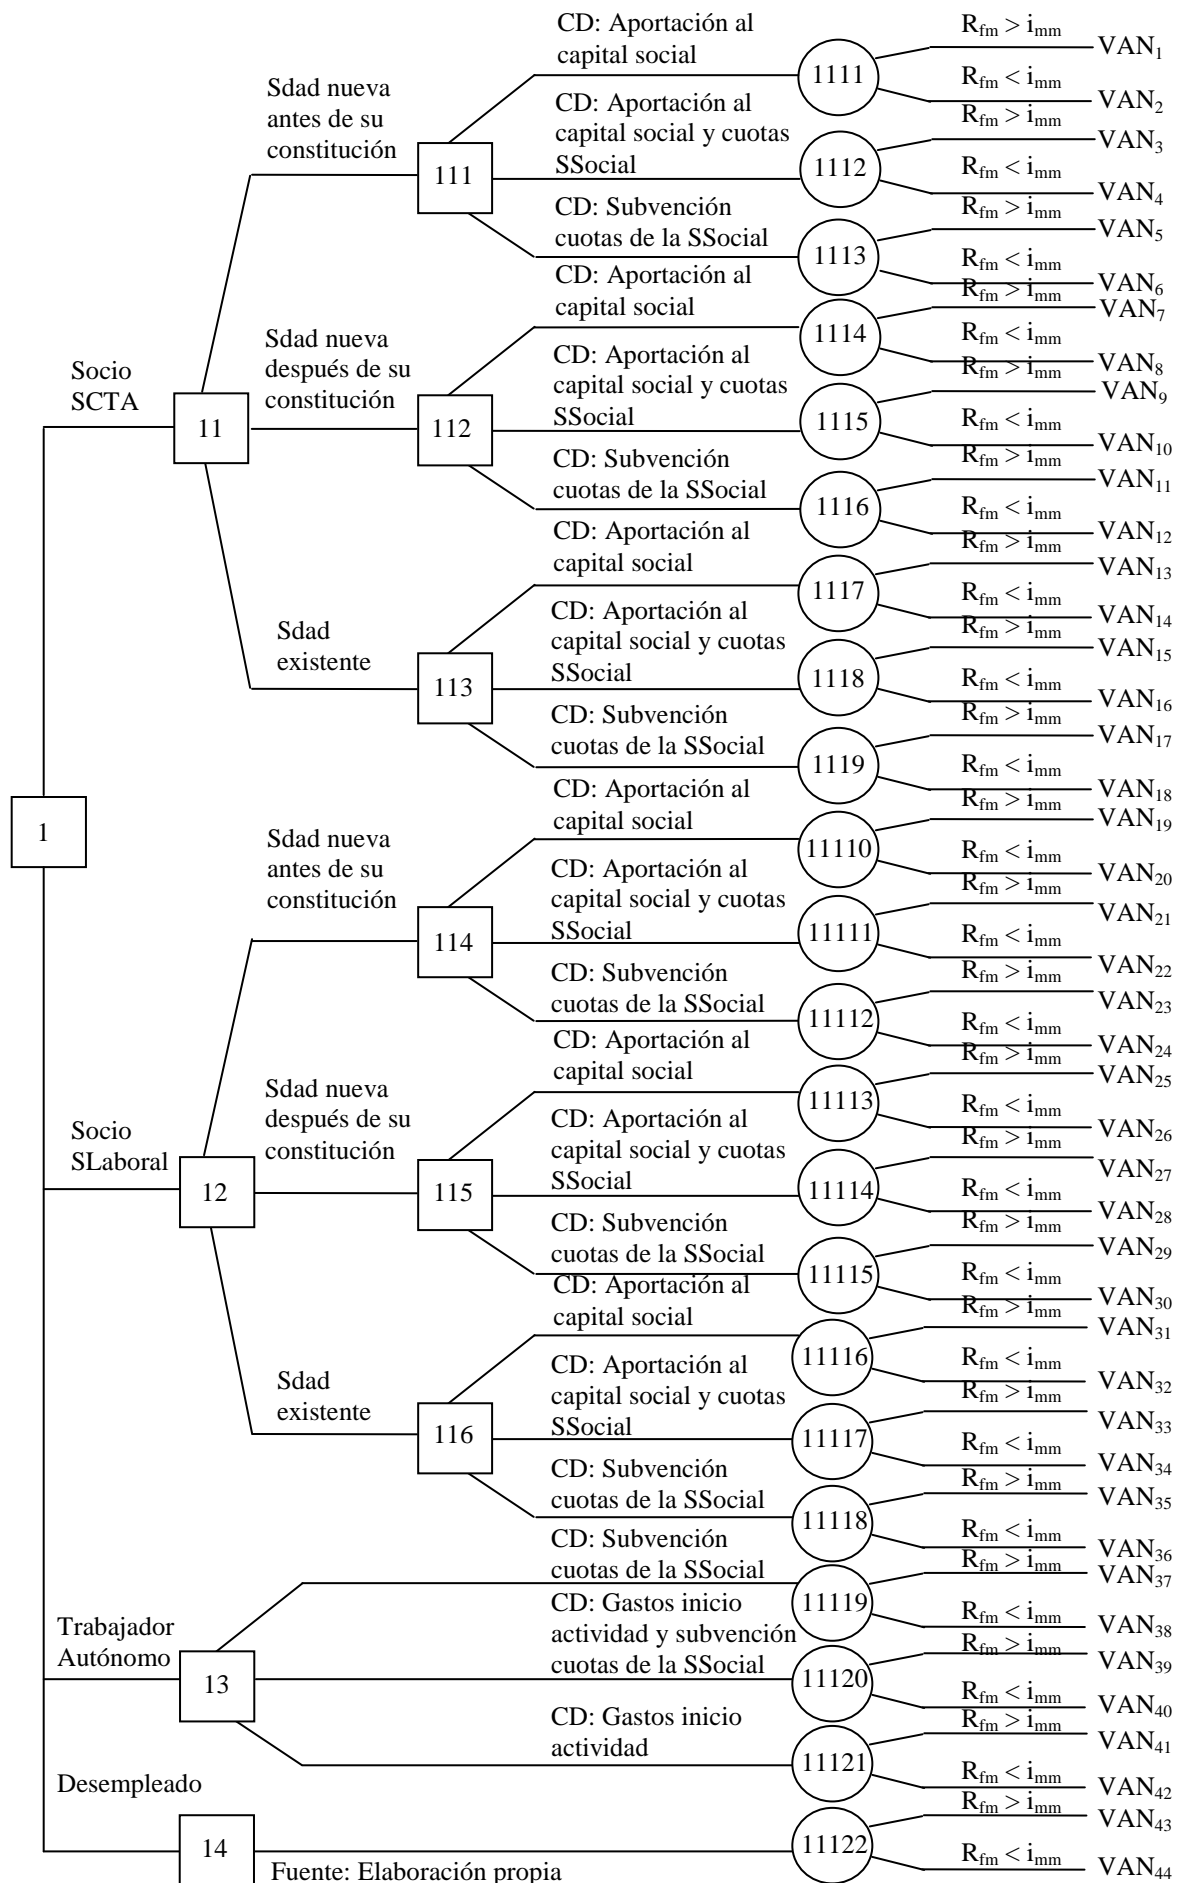 CD: Aportación al
capital social
R_fm > i_mm
VAN_1
1111
Sdad nueva
antes de su
constitución
R_fm < i_mm
VAN_2
CD: Aportación al
capital social y cuotas
SSocial
R_fm > i_mm
VAN_3
111
1112
R_fm < i_mm
VAN_4
CD: Subvención
cuotas de la SSocial
R_fm > i_mm
VAN_5
1113
R_fm < i_mm
VAN_6
CD: Aportación al
capital social
R_fm > i_mm
VAN_7
1114
Sdad nueva
después de su
constitución
R_fm < i_mm
VAN_8
CD: Aportación al
capital social y cuotas
SSocial
R_fm > i_mm
VAN_9
Socio
SCTA
11
112
1115
R_fm < i_mm
VAN_10
CD: Subvención
cuotas de la SSocial
R_fm > i_mm
VAN_11
1116
R_fm < i_mm
VAN_12
CD: Aportación al
capital social
R_fm > i_mm
VAN_13
1117
R_fm < i_mm
VAN_14
Sdad
existente
CD: Aportación al
capital social y cuotas
SSocial
R_fm > i_mm
VAN_15
113
1118
R_fm < i_mm
VAN_16
CD: Subvención
cuotas de la SSocial
R_fm > i_mm
VAN_17
1119
R_fm < i_mm
VAN_18
1
CD: Aportación al
capital social
R_fm > i_mm
VAN_19
11110
Sdad nueva
antes de su
constitución
R_fm < i_mm
VAN_20
CD: Aportación al
capital social y cuotas
SSocial
R_fm > i_mm
VAN_21
114
11111
R_fm < i_mm
VAN_22
CD: Subvención
cuotas de la SSocial
R_fm > i_mm
VAN_23
11112
R_fm < i_mm
VAN_24
CD: Aportación al
capital social
R_fm > i_mm
VAN_25
11113
Sdad nueva
después de su
constitución
R_fm < i_mm
VAN_26
CD: Aportación al
capital social y cuotas
SSocial
R_fm > i_mm
VAN_27
Socio
SLaboral
12
115
11114
R_fm < i_mm
VAN_28
CD: Subvención
cuotas de la SSocial
R_fm > i_mm
VAN_29
11115
R_fm < i_mm
VAN_30
CD: Aportación al
capital social
R_fm > i_mm
VAN_31
11116
R_fm < i_mm
VAN_32
Sdad
existente
CD: Aportación al
capital social y cuotas
SSocial
R_fm > i_mm
VAN_33
116
11117
R_fm < i_mm
VAN_34
CD: Subvención
cuotas de la SSocial
R_fm > i_mm
VAN_35
11118
R_fm < i_mm
VAN_36
CD: Subvención
cuotas de la SSocial
R_fm > i_mm
VAN_37
11119
R_fm < i_mm
VAN_38
Trabajador
Autónomo
13
CD: Gastos inicio
actividad y subvención
cuotas de la SSocial
R_fm > i_mm
VAN_39
11120
R_fm < i_mm
VAN_40
CD: Gastos inicio
actividad
R_fm > i_mm
VAN_41
11121
R_fm < i_mm
VAN_42
Desempleado
14
R_fm > i_mm
VAN_43
11122
R_fm < i_mm
VAN_44
Fuente: Elaboración propia